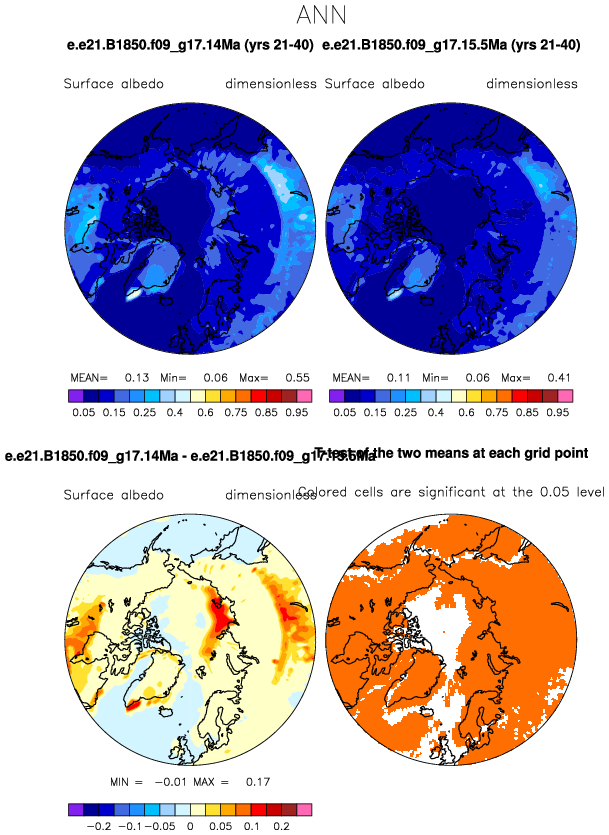 ANN
e.e21.B1850.f09_g17.14Ma (yrs 21-40) e.e21.B1850.f09_g17.15.5Ma (yrs 21-40)
Surface albedo dimensionless Surface albedo dimensionless
MEAN= 0.13 Min= 0.06 Max= 0.55 MEAN= 0.11 Min= 0.06 Max= 0.41
0.05 0.15 0.25 0.4 0.6 0.75 0.85 0.95 0.05 0.15 0.25 0.4 0.6 0.75 0.85 0.95
e.e21.B1850.f09_g17.14Ma - e.e21.B1850.f09_g17.15.5Ma T-test of the two means at each grid point
Surface albedo dimensionless Colored cells are significant at the 0.05 level
MIN = -0.01 MAX = 0.17
-0.2 -0.1 -0.05 0 0.05 0.1 0.2